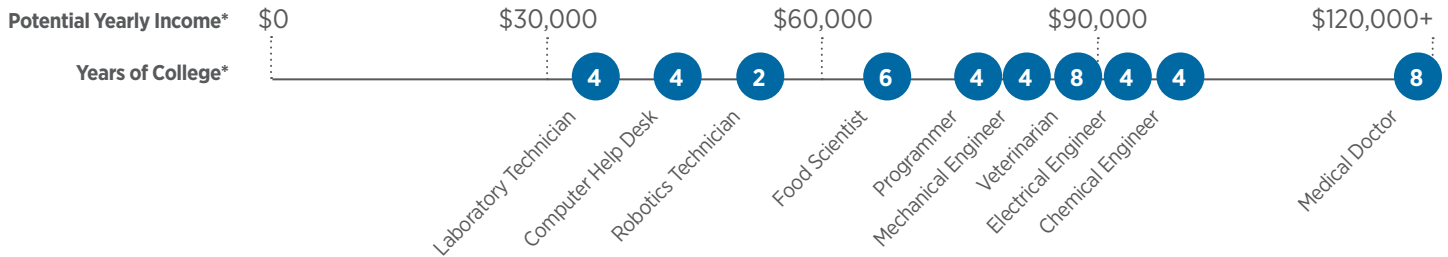 Potential Yearly Income* $0 $30,000 $60,000 $90,000 $120,000+
Years of College* 4 4 2 6 4 4 8 4 4 8
Laboratory Technician
Computer Help Desk
Robotics Technician
Food Scientist
Programmer
Mechanical Engineer
Veterinarian
Electrical Engineer
Chemical Engineer
Medical Doctor